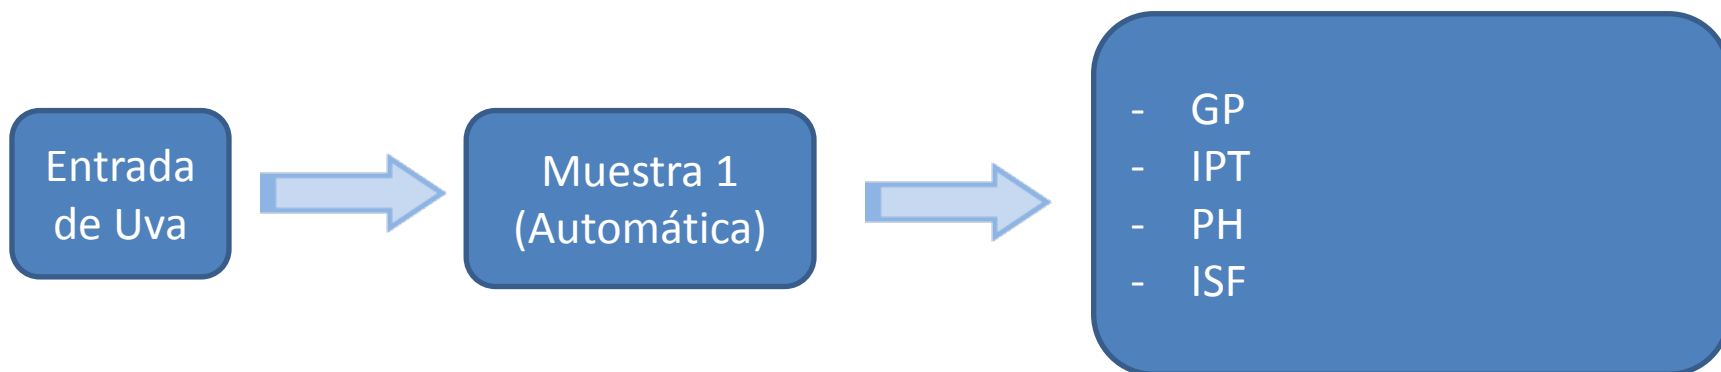 Entrada
de Uva
Muestra 1
(Automática)
- GP
- IPT
- PH
- ISF